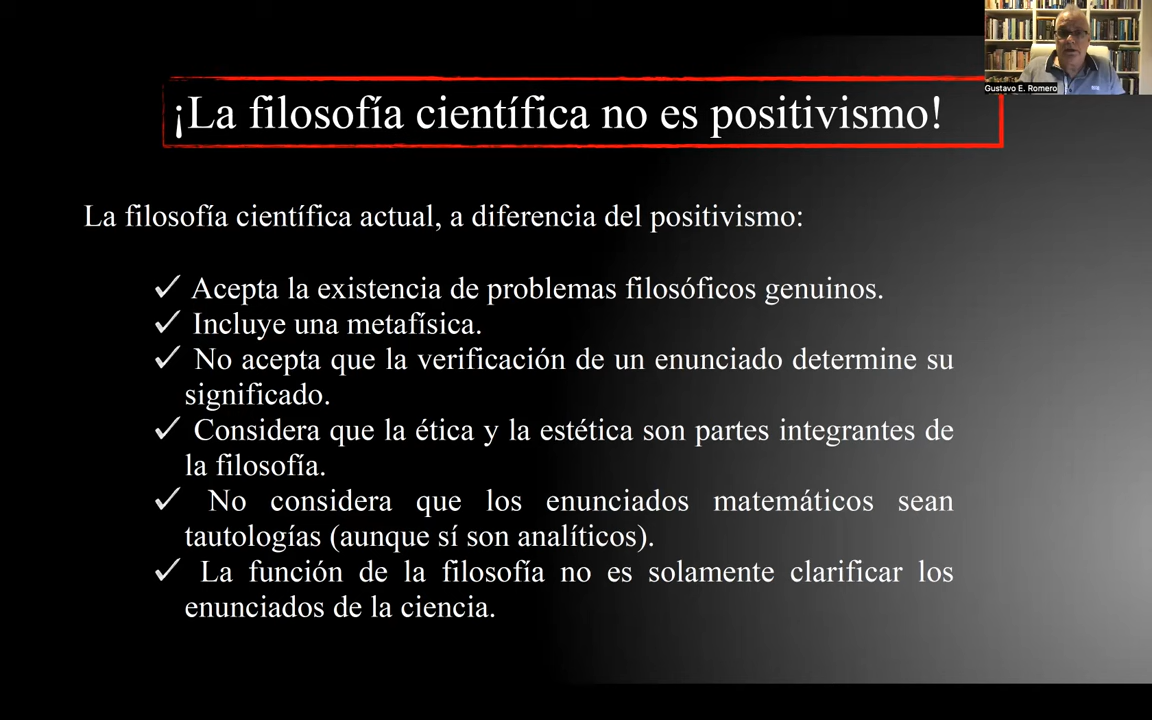 Gustavo E. Romero
¡La filosofía científica no es positivismo!
La filosofía científica actual, a diferencia del positivismo:
✓ Acepta la existencia de problemas filosóficos genuinos.
✓ Incluye una metafísica.
✓ No acepta que la verificación de un enunciado determine su
significado.
✓ Considera que la ética y la estética son partes integrantes de
la filosofía.
✓ No considera que los enunciados matemáticos sean
tautologías (aunque sí son analíticos).
✓ La función de la filosofía no es solamente clarificar los
enunciados de la ciencia.